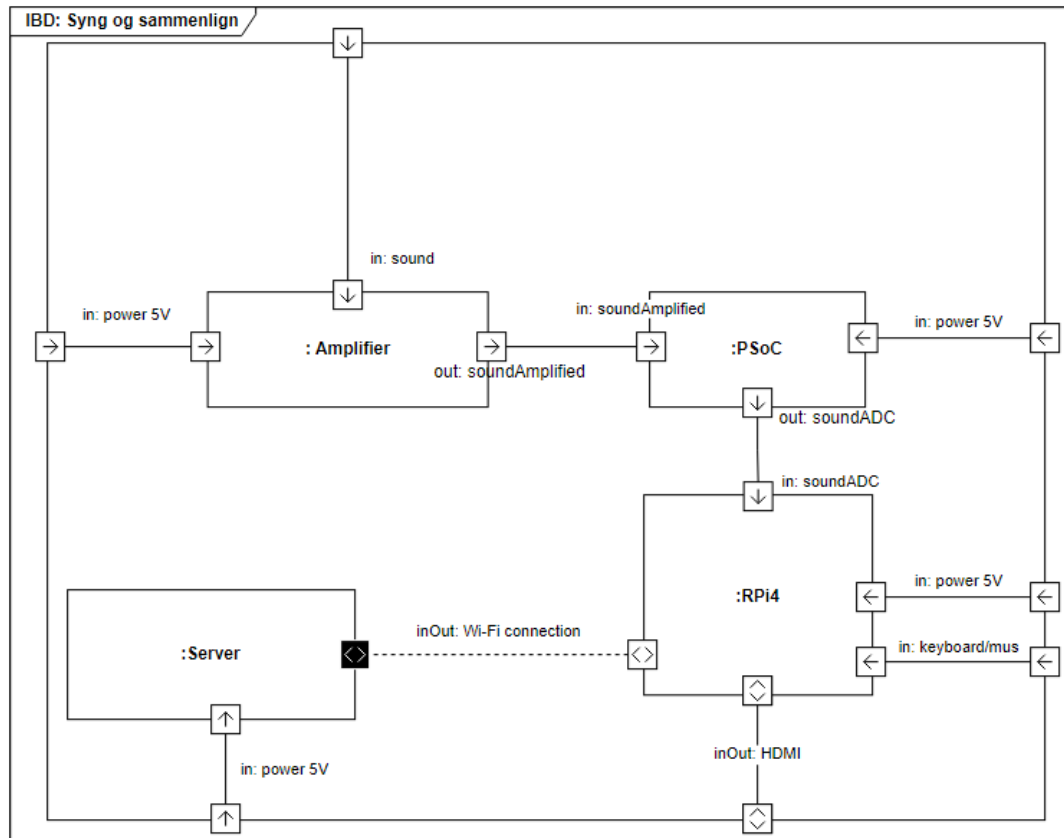 IBD: Syng og sammenlign
in: sound
in: power 5V
: Amplifier
out: soundAmplified
in: soundAmplified
:PSoC
in: power 5V
out: soundADC
in: soundADC
:RPi4
in: power 5V
in: keyboard/mus
:Server
inOut: Wi-Fi connection
inOut: HDMI
in: power 5V